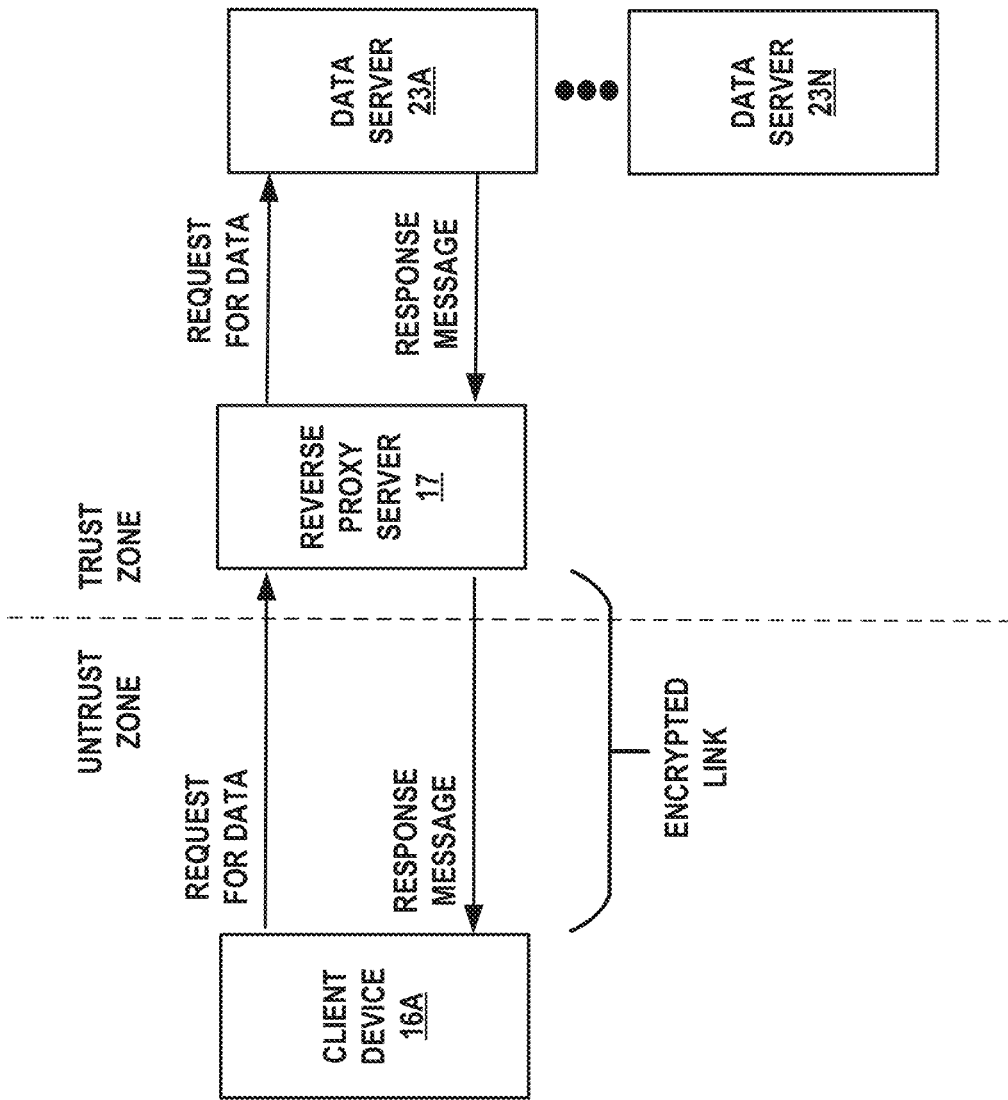 UNTRUST
ZONE
TRUST
ZONE
REQUEST
FOR DATA
REQUEST
FOR DATA
CLIENT
DEVICE
16A
REVERSE
PROXY
SERVER
17
DATA
SERVER
23A
RESPONSE
MESSAGE
RESPONSE
MESSAGE
ENCRYPTED
LINK
DATA
SERVER
23N